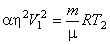 αη²V₁² = m/μ RT₂